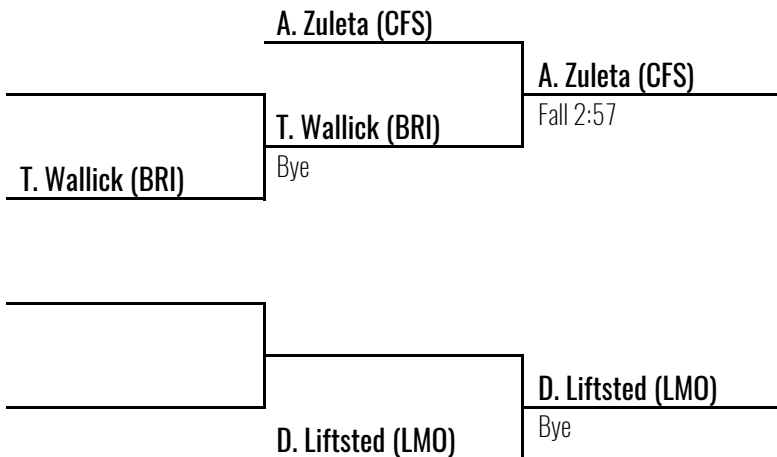 A. Zuleta (CFS)
A. Zuleta (CFS)
Fall 2:57
T. Wallick (BRI)
Bye
T. Wallick (BRI)
D. Liftsted (LMO)
Bye
D. Liftsted (LMO)